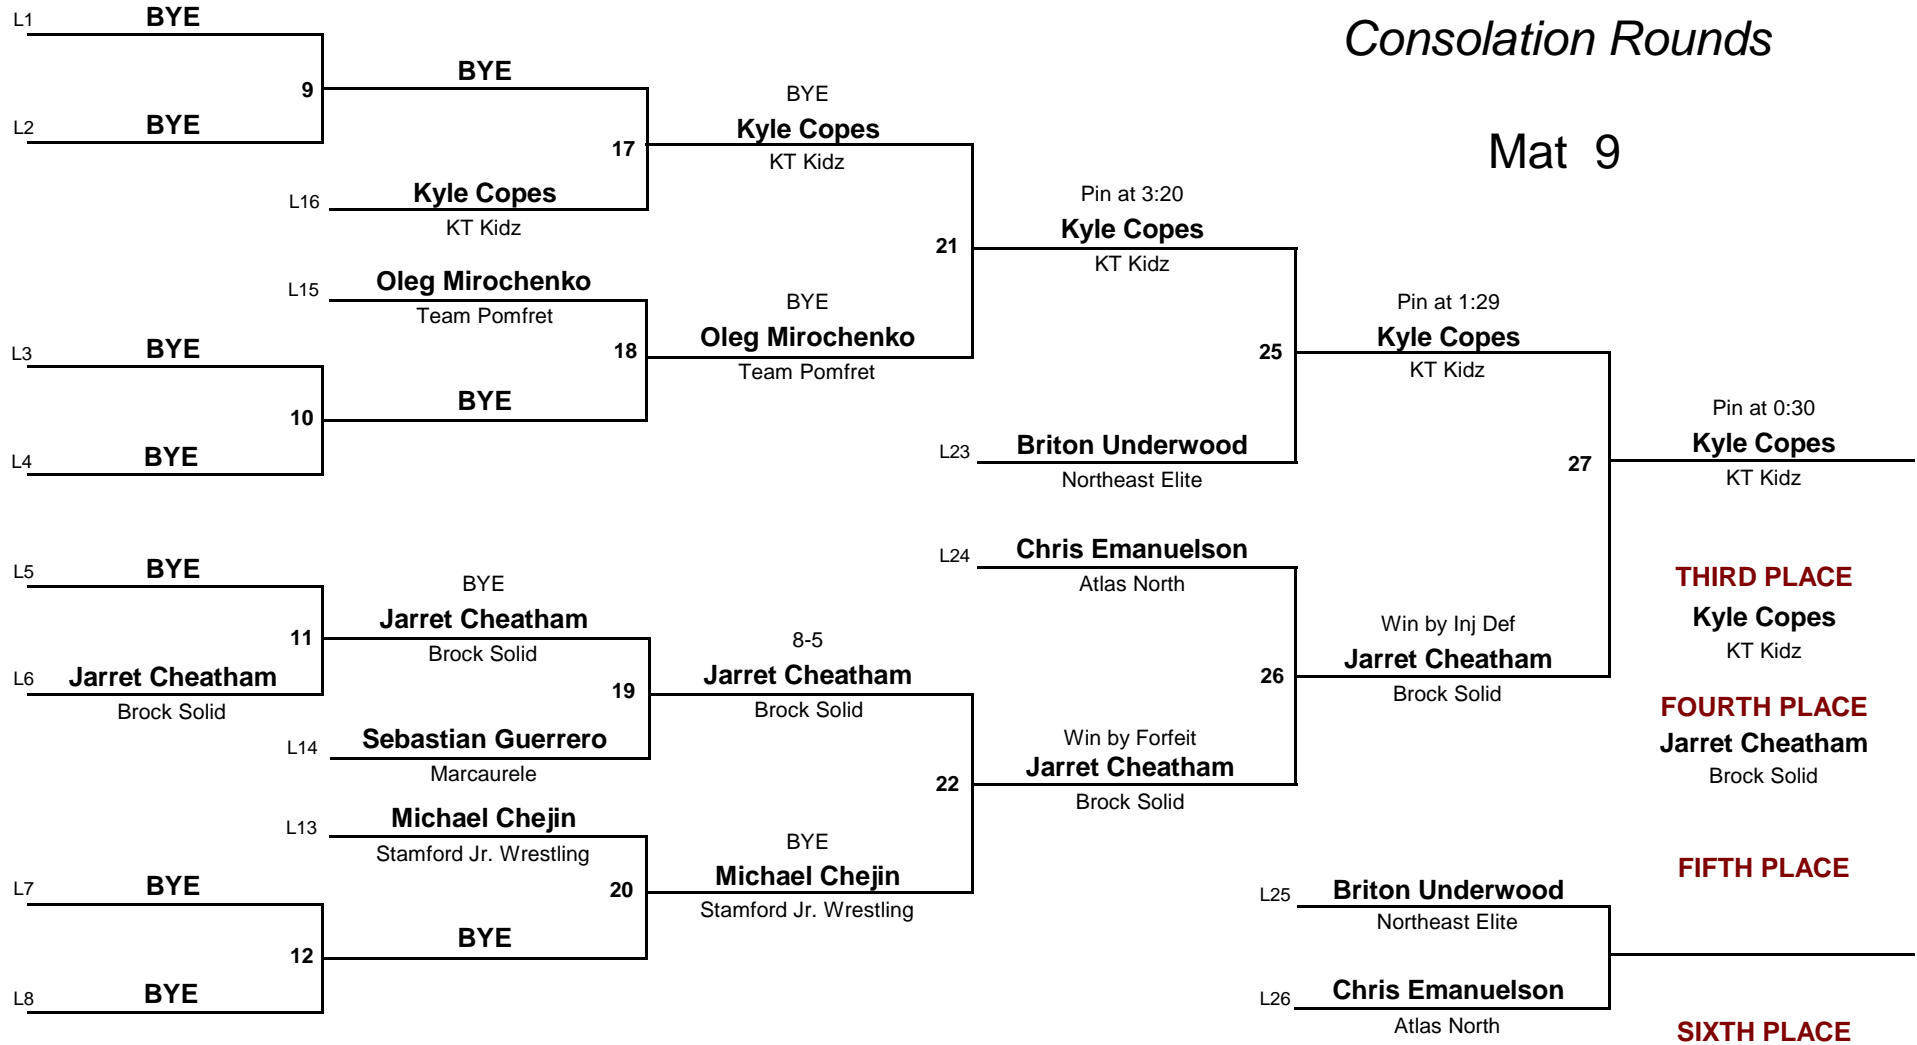 Consolation Rounds
Mat 9
L1 BYE
9
L2 BYE
BYE
17
L16 Kyle Copes
KT Kidz
BYE
Kyle Copes
KT Kidz
L15 Oleg Mirochenko
Team Pomfret
18
L3 BYE
10
L4 BYE
BYE
BYE
Oleg Mirochenko
Team Pomfret
21
Pin at 3:20
Kyle Copes
KT Kidz
25
L23 Briton Underwood
Northeast Elite
Pin at 1:29
Kyle Copes
KT Kidz
27
Pin at 0:30
Kyle Copes
KT Kidz
L5 BYE
11
L6 Jarret Cheatham
Brock Solid
BYE
Jarret Cheatham
Brock Solid
19
L14 Sebastian Guerrero
Marcaurele
8-5
Jarret Cheatham
Brock Solid
22
L13 Michael Chejin
Stamford Jr. Wrestling
20
L7 BYE
12
L8 BYE
BYE
BYE
Michael Chejin
Stamford Jr. Wrestling
L24 Chris Emanuelson
Atlas North
26
Win by Forfeit
Jarret Cheatham
Brock Solid
Win by Inj Def
Jarret Cheatham
Brock Solid
THIRD PLACE
Kyle Copes
KT Kidz
FOURTH PLACE
Jarret Cheatham
Brock Solid
L25 Briton Underwood
Northeast Elite
L26 Chris Emanuelson
Atlas North
FIFTH PLACE
SIXTH PLACE